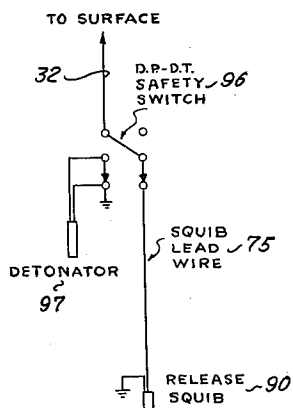 TO SURFACE
32
D.P.-D.T.
SAFETY 96
SWITCH
DETONATOR
97
SQUIB
LEAD 75
WIRE
RELEASE 90
SQUIB